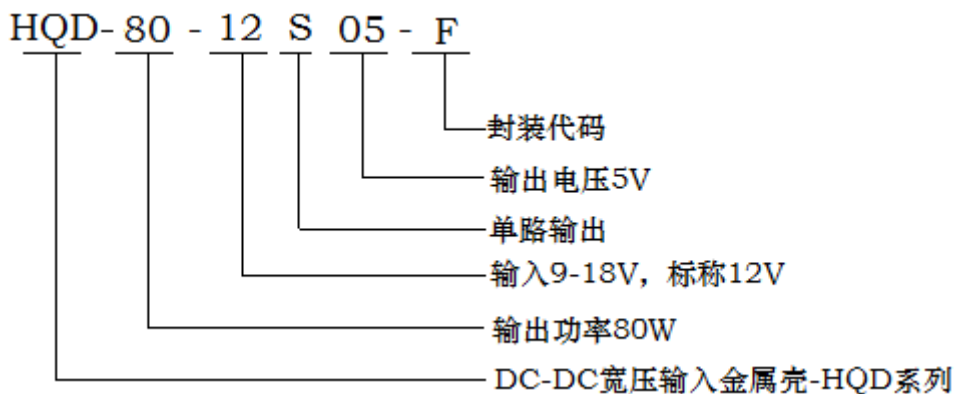 HQD-80-12 S 05-F
封装代码
输出电压5V
单路输出
输入9-18V，标称12V
输出功率80W
DC-DC宽压输入金属壳-HQD系列